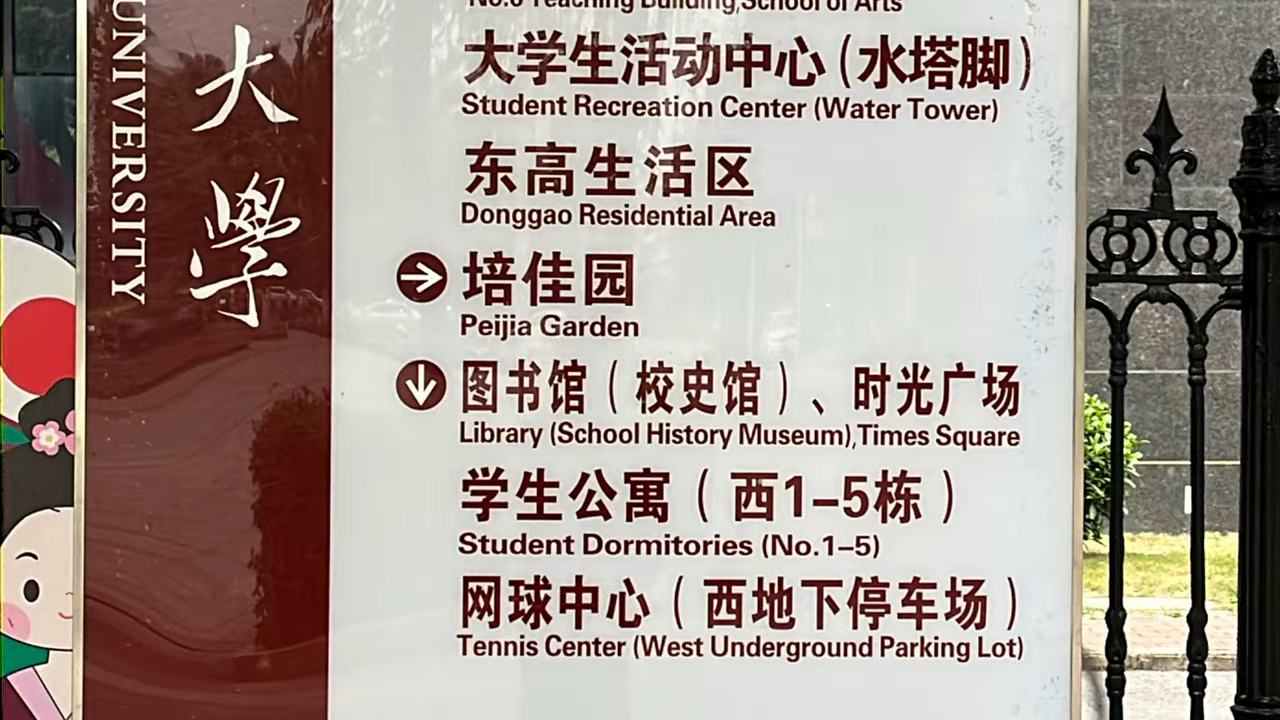 UNIVERSITY
大學
No.6 Teaching Building,School of Arts
大学生活动中心（水塔脚）
Student Recreation Center (Water Tower)
东高生活区
Donggao Residential Area
培佳园
Peijia Garden
图书馆（校史馆）、时光广场
Library (School History Museum),Times Square
学生公寓（西1-5栋）
Student Dormitories (No.1-5)
网球中心（西地下停车场）
Tennis Center (West Underground Parking Lot)